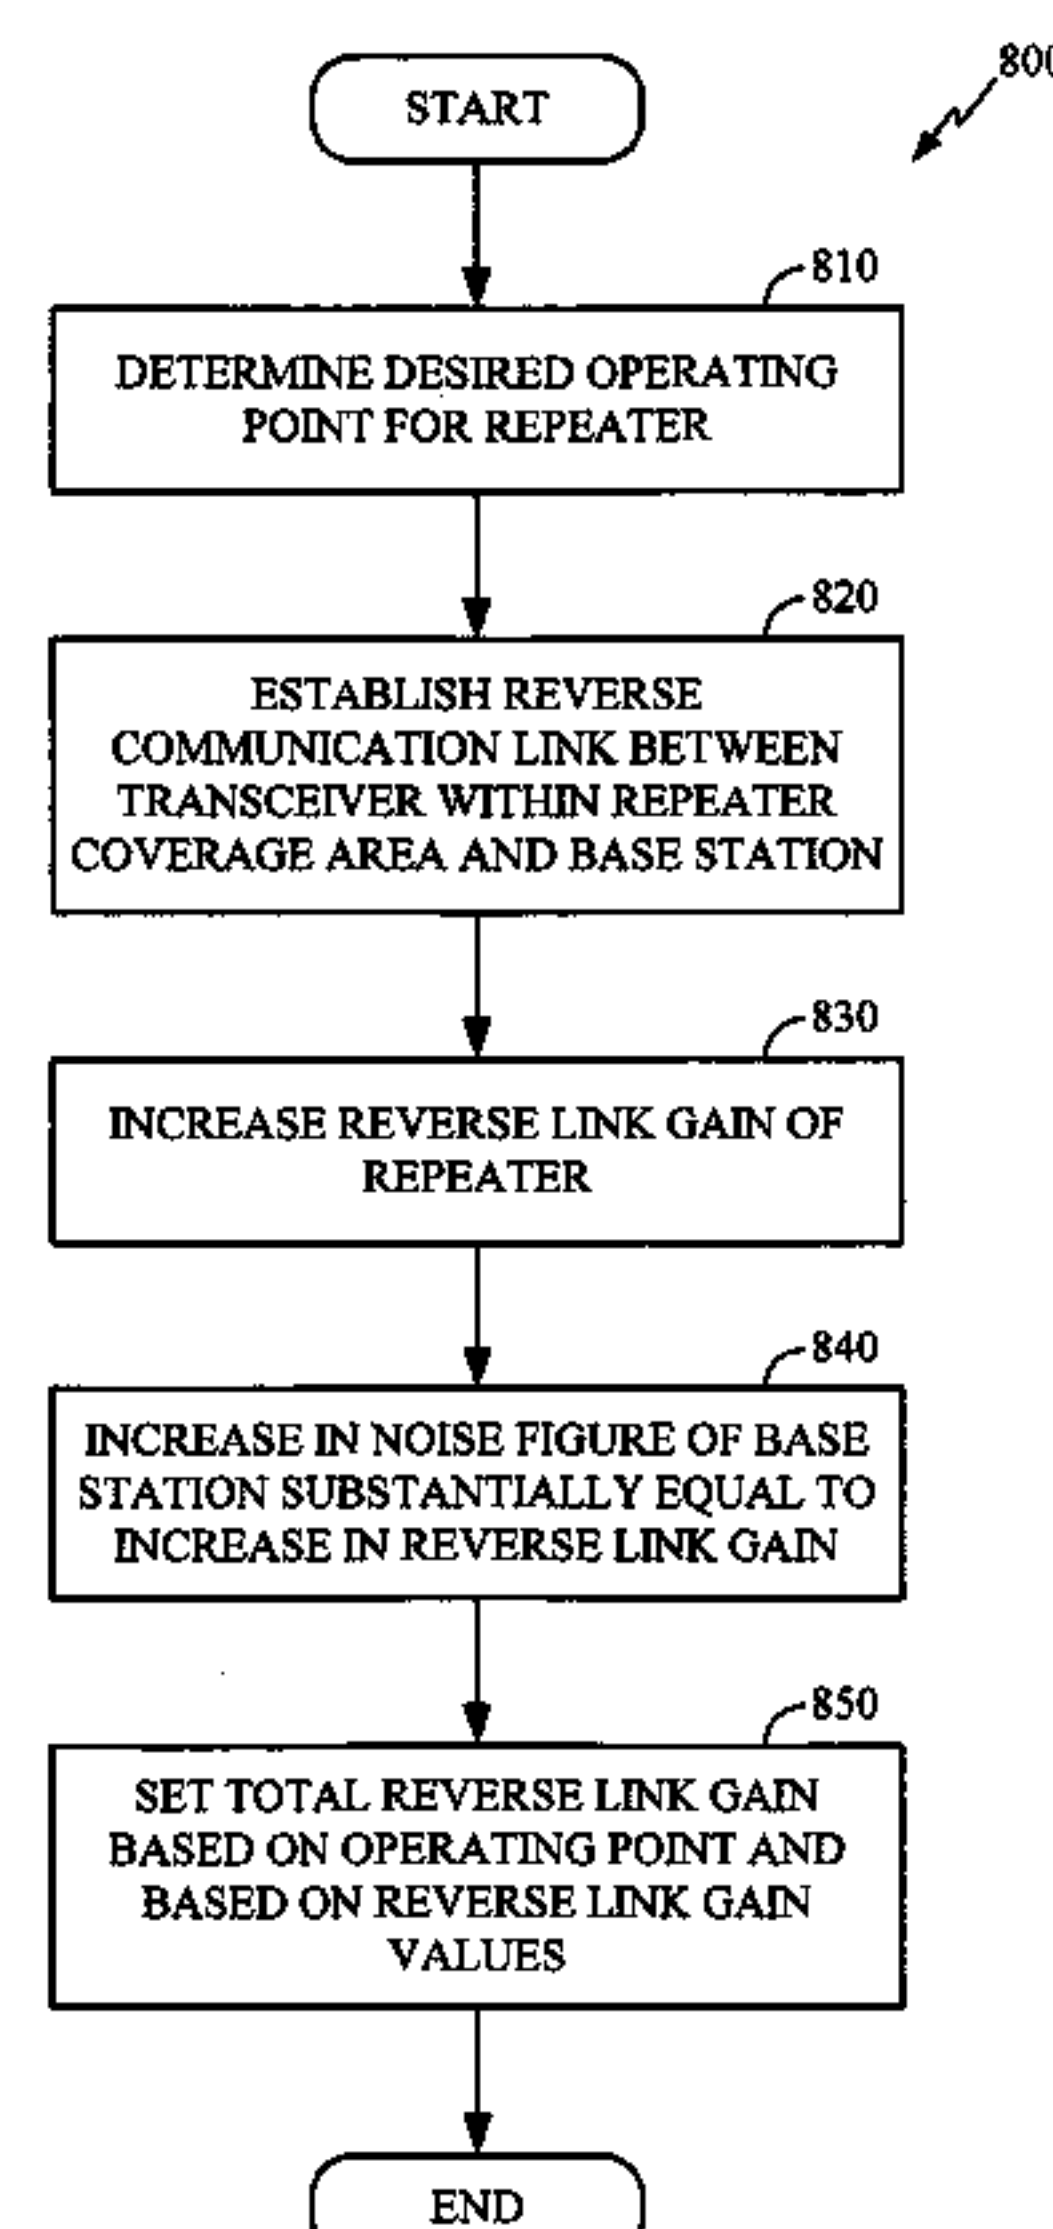 800
START
810
DETERMINE DESIRED OPERATING
POINT FOR REPEATER
820
ESTABLISH REVERSE
COMMUNICATION LINK BETWEEN
TRANSCEIVER WITHIN REPEATER
COVERAGE AREA AND BASE STATION
830
INCREASE REVERSE LINK GAIN OF
REPEATER
840
INCREASE IN NOISE FIGURE OF BASE
STATION SUBSTANTIALLY EQUAL TO
INCREASE IN REVERSE LINK GAIN
850
SET TOTAL REVERSE LINK GAIN
BASED ON OPERATING POINT AND
BASED ON REVERSE LINK GAIN
VALUES
END